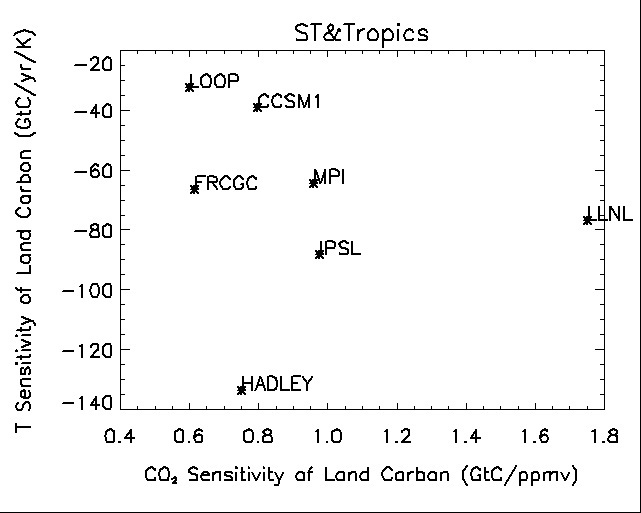 ST&Tropics
T Sensitivity of Land Carbon (GtC/yr/K)
-20
-40
-60
-80
-100
-120
-140
LOOP
CCSM1
MPI
FRCGC
LLNL
IPSL
HADLEY
0.4 0.6 0.8 1.0 1.2 1.4 1.6 1.8
CO₂ Sensitivity of Land Carbon (GtC/ppmv)